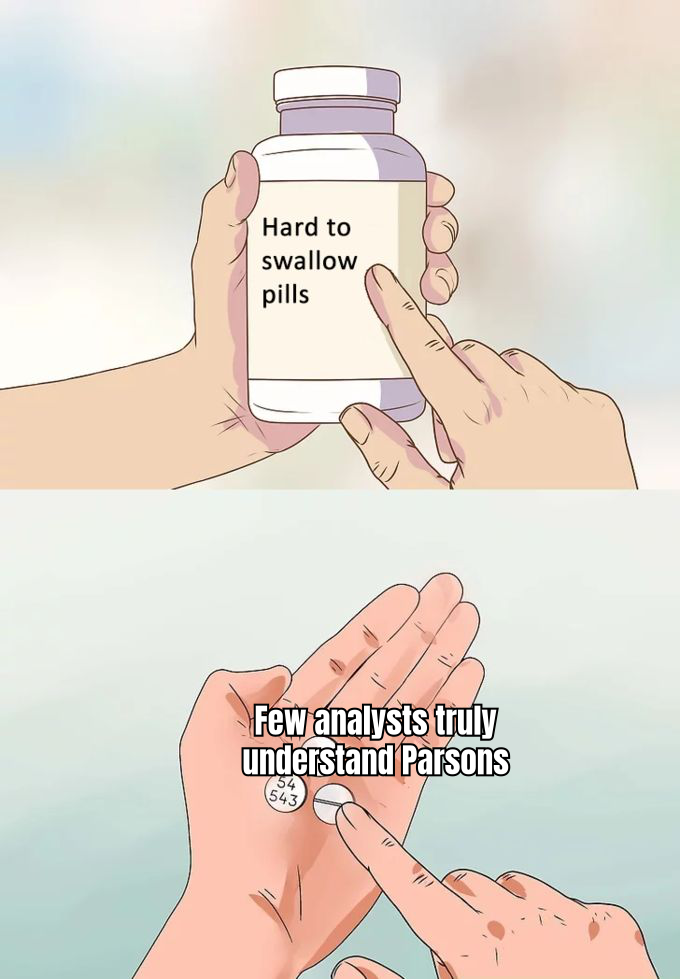 Hard to
swallow
pills
Few analysts truly
understand Parsons
54
543